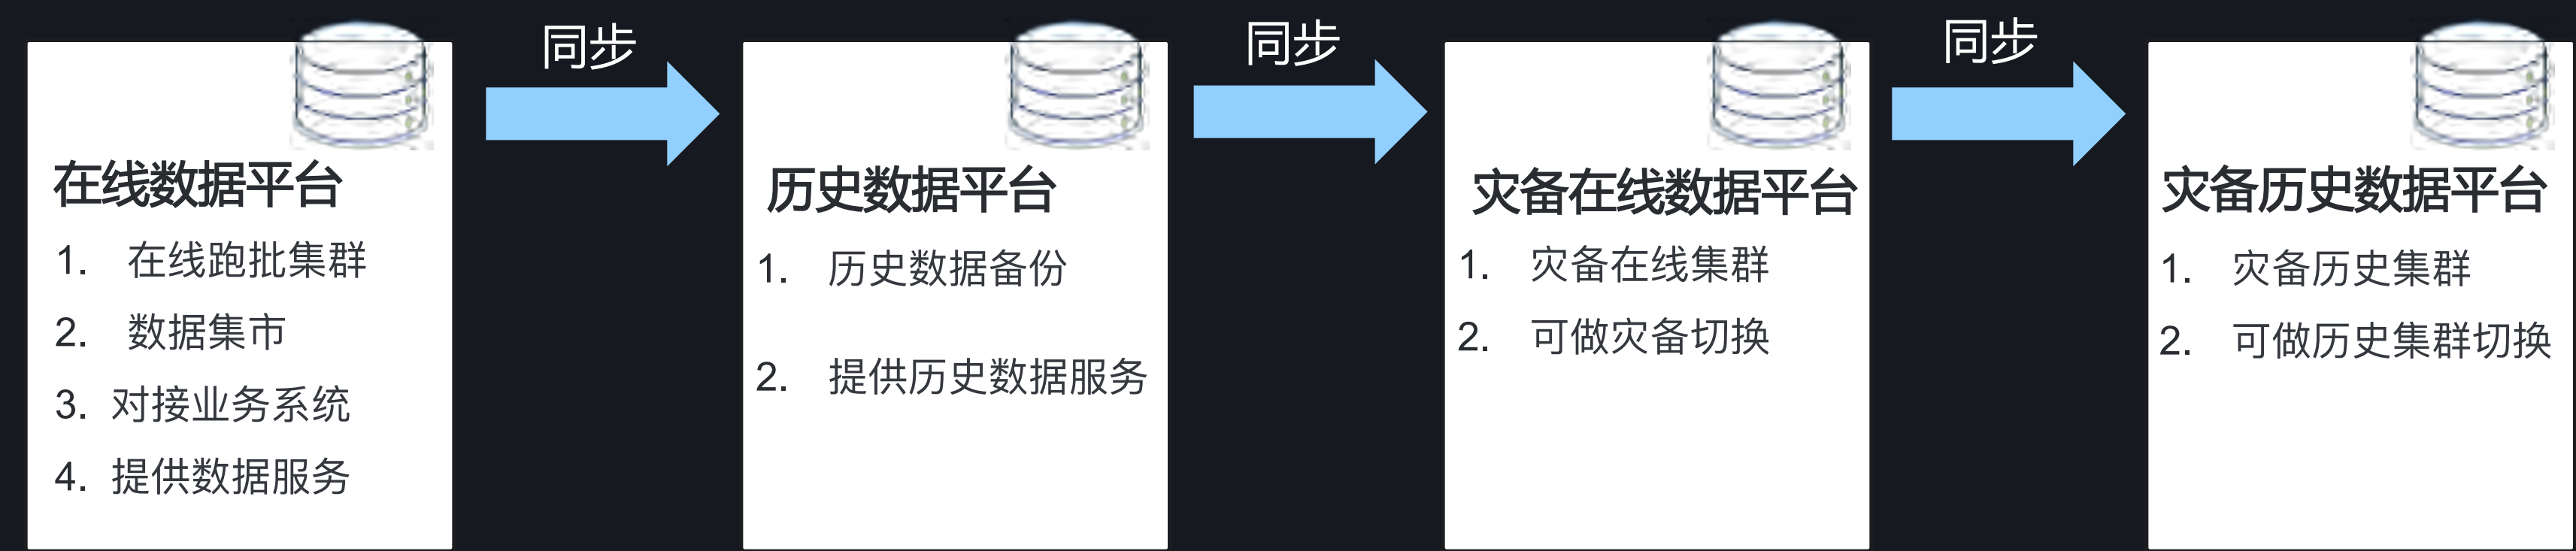 同步
同步
同步
在线数据平台
1. 在线跑批集群
2. 数据集市
3. 对接业务系统
4. 提供数据服务
历史数据平台
1. 历史数据备份
2. 提供历史数据服务
灾备在线数据平台
1. 灾备在线集群
2. 可做灾备切换
灾备历史数据平台
1. 灾备历史集群
2. 可做历史集群切换